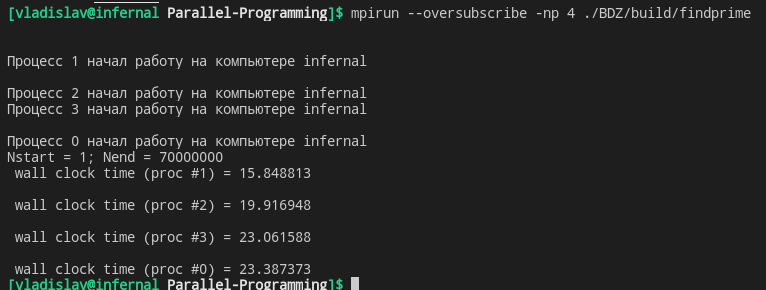 [vladislav@infernal Parallel-Programming]$ mpirun --oversubscribe -np 4 ./BDZ/build/findprime
Процесс 1 начал работу на компьютере infernal
Процесс 2 начал работу на компьютере infernal
Процесс 3 начал работу на компьютере infernal
Процесс 0 начал работу на компьютере infernal
Nstart = 1; Nend = 70000000
wall clock time (proc #1) = 15.848813
wall clock time (proc #2) = 19.916948
wall clock time (proc #3) = 23.061588
wall clock time (proc #0) = 23.387373
[vladislav@infernal Parallel-Programming]$